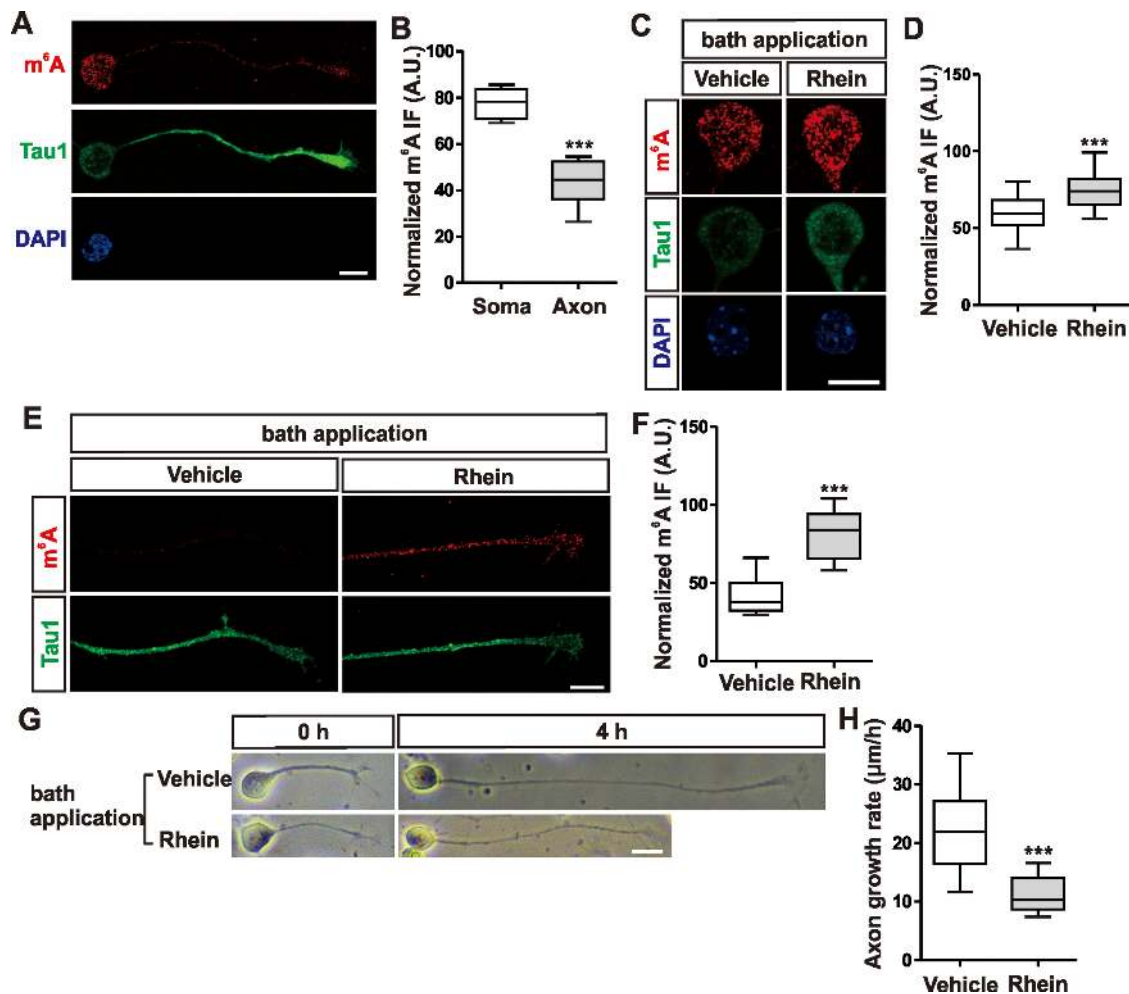 A
m⁶A
Tau1
DAPI
B
Normalized m⁶A IF (A.U.)
100
80
60
40
20
0
***
Soma Axon
C
bath application
Vehicle Rhein
m⁶A
Tau1
DAPI
D
Normalized m⁶A IF (A.U.)
150
100
50
0
***
Vehicle Rhein
E
bath application
Vehicle Rhein
m⁶A
Tau1
F
Normalized m⁶A IF (A.U.)
150
100
50
0
***
Vehicle Rhein
G
0 h 4 h
bath application
Vehicle
Rhein
H
Axon growth rate (μm/h)
40
30
20
10
0
***
Vehicle Rhein